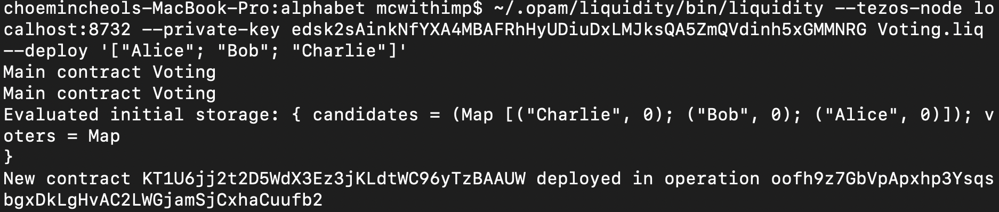 choemincheols-MacBook-Pro:alphabet mcwithimp$ ~/.opam/liquidity/bin/liquidity --tezos-node lo
calhost:8732 --private-key edsk2sAinkNfYXA4MBAFRhHyUDiuDxLMJksQA5ZmQVdinh5xGMMNRG Voting.liq
--deploy '["Alice"; "Bob"; "Charlie"]'
Main contract Voting
Main contract Voting
Evaluated initial storage: { candidates = (Map [("Charlie", 0); ("Bob", 0); ("Alice", 0)]); v
oters = Map
}
New contract KT1U6jj2t2D5WdX3Ez3jKLdtWC96yTzBAAUW deployed in operation oofh9z7GbVpApxhp3Ysqs
bgxDkLgHvAC2LWGjamSjCxhaCuufb2